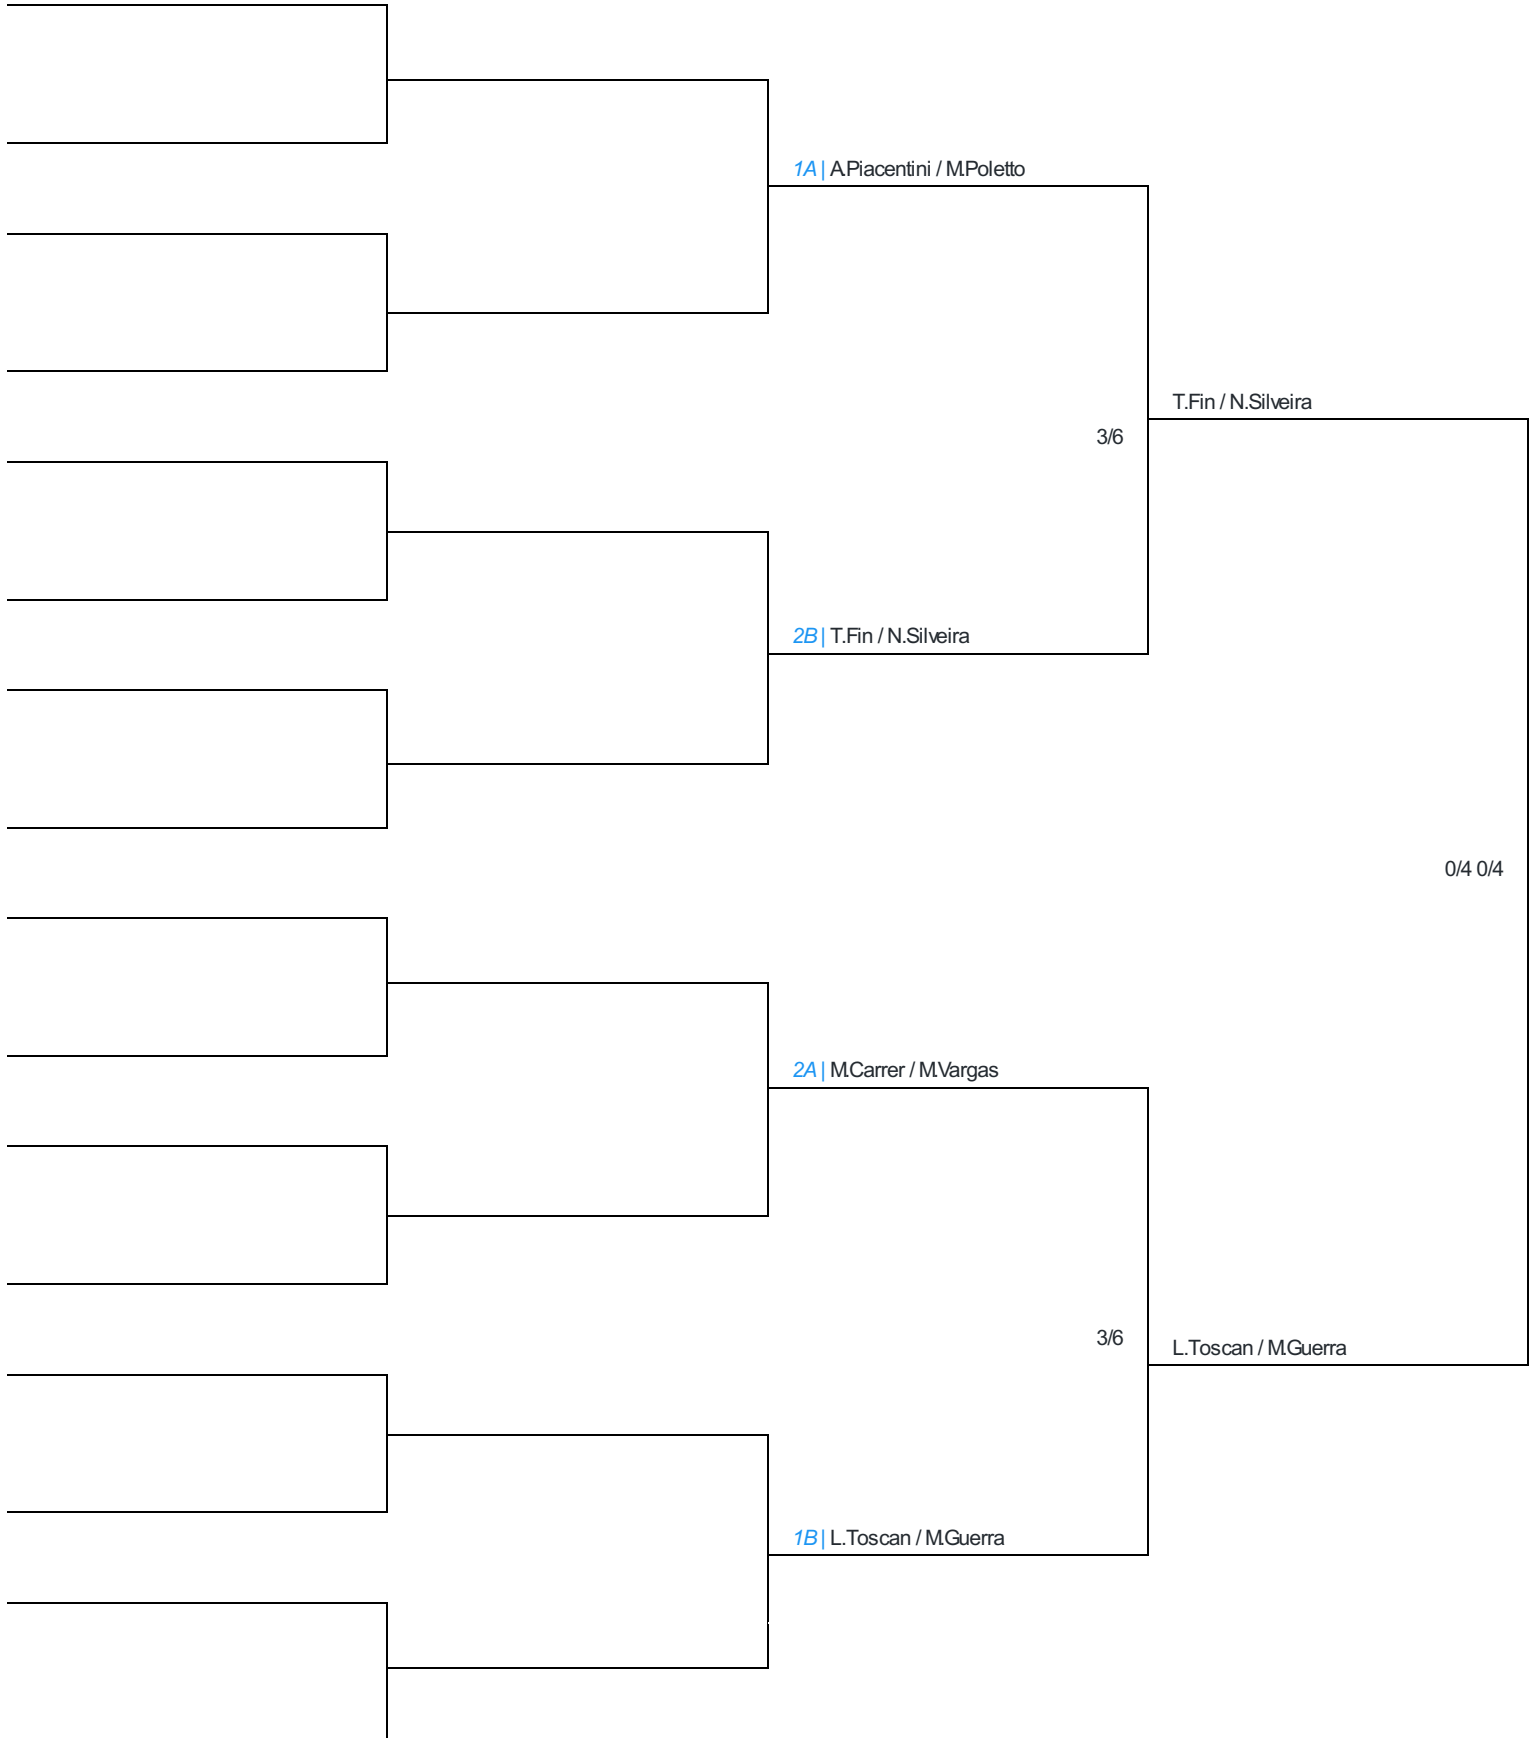 1A | A.Piacentini / M.Poletto
T.Fin / N.Silveira
3/6
2B | T.Fin / N.Silveira
0/4 0/4
2A | M.Carrer / M.Vargas
3/6
L.Toscan / M.Guerra
1B | L.Toscan / M.Guerra